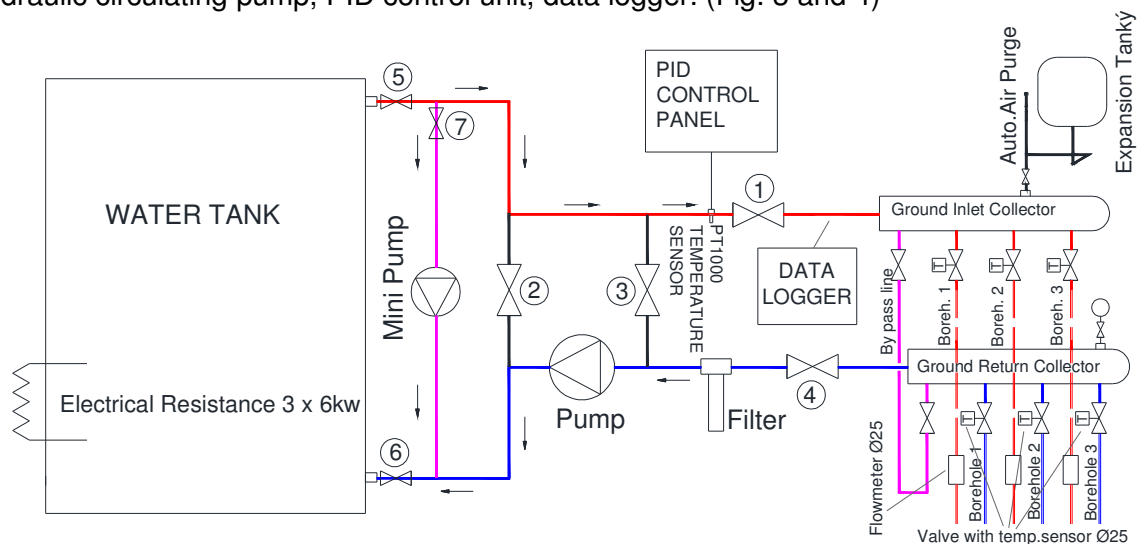 draulic circulating pump, PID control unit, data logger. (Fig. 3 and 4)
5
7
WATER TANK
Mini Pump
Electrical Resistance 3 x 6kw
6
2
3
Pump
PID
CONTROL
PANEL
PT1000
TEMPERATURE
SENSOR
1
DATA
LOGGER
Filter
4
Auto.Air Purge
Expansion Tanký
Ground Inlet Collector
By pass line
T
Boreh. 1
T
Boreh. 2
T
Boreh. 3
Ground Return Collector
Flowmeter Ø25
T
Borehole 1
T
Borehole 2
T
Borehole 3
Valve with temp.sensor Ø25